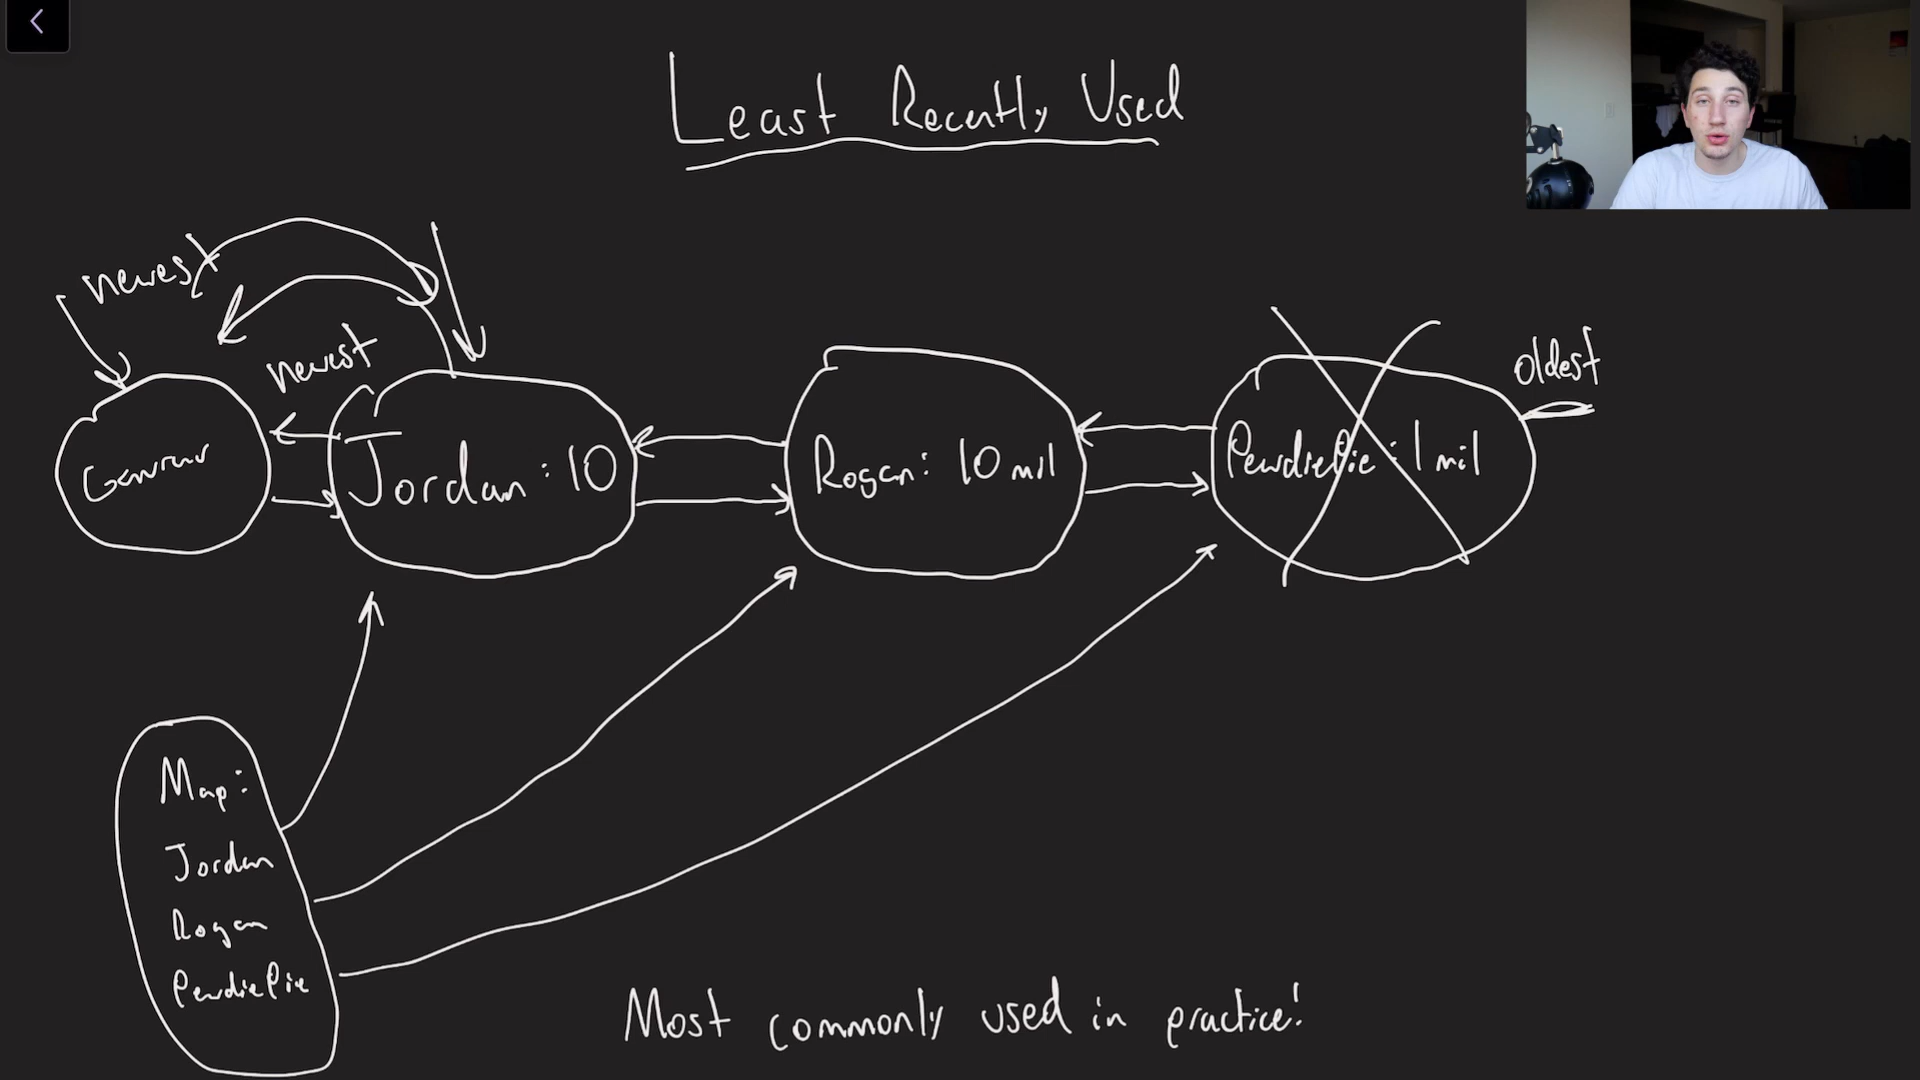 Least Recently Used
newest
newest
oldest
Jordan: 10
Rogan: 10 mil
PewdiePie: 1 mil
Map:
Jordan
Rogan
PewdiePie
Most commonly used in practice!